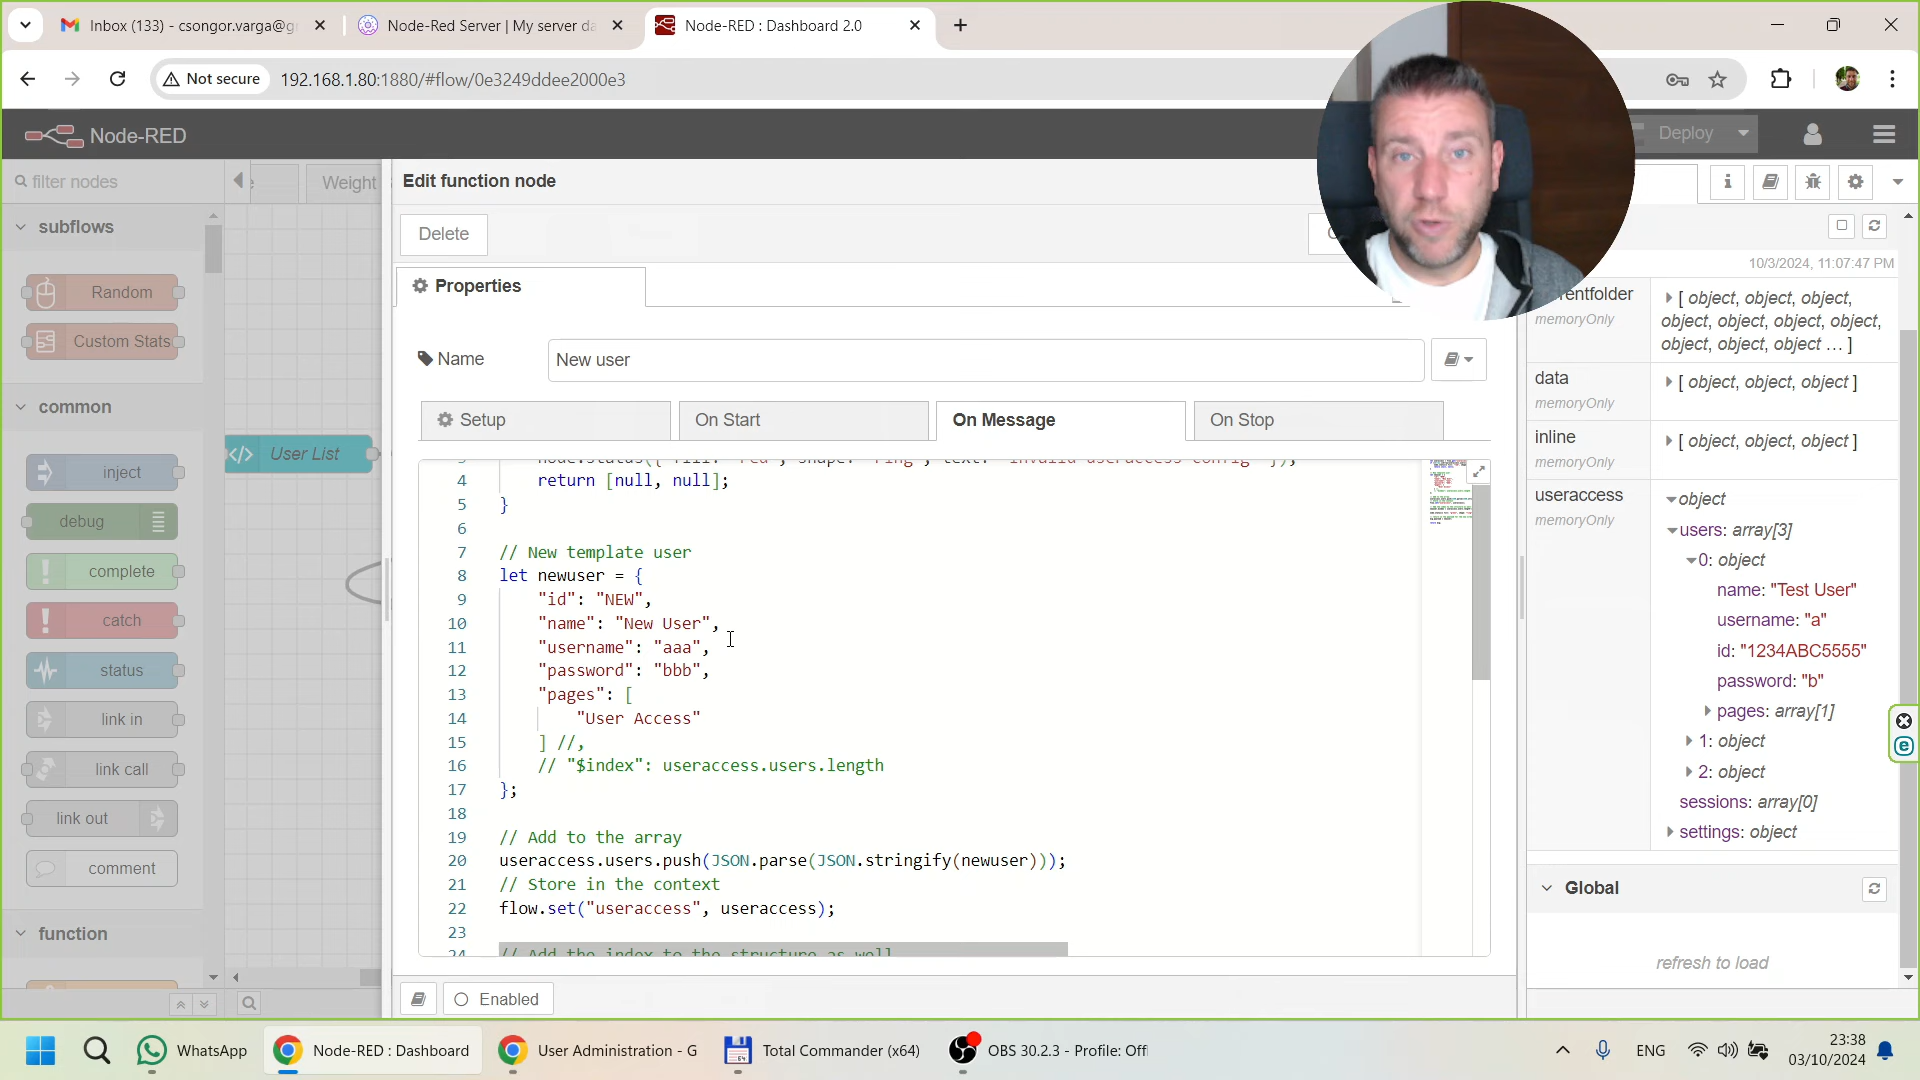 Inbox (133) - csongor.varga@g
Node-Red Server | My server da
Node-RED : Dashboard 2.0
Not secure
192.168.1.80:1880/#flow/0e3249ddee2000e3
Node-RED
Deploy
filter nodes
Weight
Edit function node
subflows
Delete
10/3/2024, 11:07:47 PM
Random
Properties
entfolder
[ object, object, object,
memoryOnly
object, object, object, object,
Custom Stats
object, object, object … ]
Name
New user
data
[ object, object, object ]
memoryOnly
common
Setup
On Start
On Message
On Stop
inline
[ object, object, object ]
memoryOnly
User List
inject
4 return [null, null];
useraccess
object
5 }
memoryOnly
debug
6
users: array[3]
7 // New template user
0: object
complete
8 let newuser = {
name: "Test User"
9 "id": "NEW",
username: "a"
catch
10 "name": "New User",
id: "1234ABC5555"
11 "username": "aaa",
status
12 "password": "bbb",
password: "b"
13 "pages": [
pages: array[1]
link in
14 "User Access"
1: object
15 ] //,
link call
16 // "$index": useraccess.users.length
2: object
17 };
sessions: array[0]
link out
18
settings: object
19 // Add to the array
comment
20 useraccess.users.push(JSON.parse(JSON.stringify(newuser)));
21 // Store in the context
Global
22 flow.set("useraccess", useraccess);
function
23
24 // Add the index to the structure as well
refresh to load
Enabled
WhatsApp
Node-RED : Dashboard
User Administration - G
Total Commander (x64)
OBS 30.2.3 - Profile: Off
ENG
23:38
03/10/2024